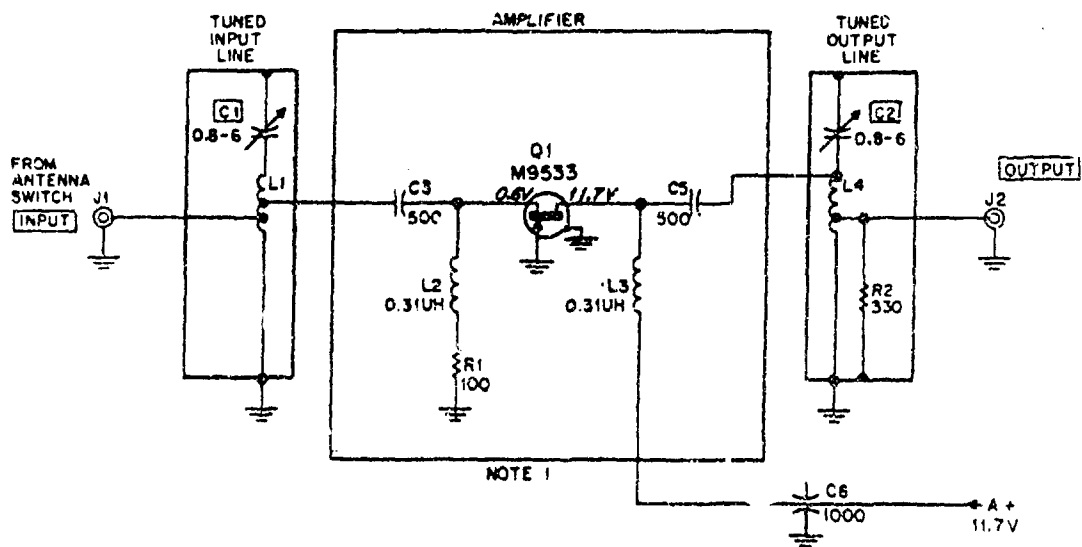 AMPLIFIER
TUNED
INPUT
LINE
TUNED
OUTPUT
LINE
C1
0.8-6
C2
0.8-6
Q1
M9533
FROM
ANTENNA
SWITCH
J1
INPUT
L1
C3
500
0.6V
11.7V
C5
500
L4
OUTPUT
J2
L2
0.31UH
L3
0.31UH
R2
330
R1
100
NOTE 1
C6
1000
A +
11.7V